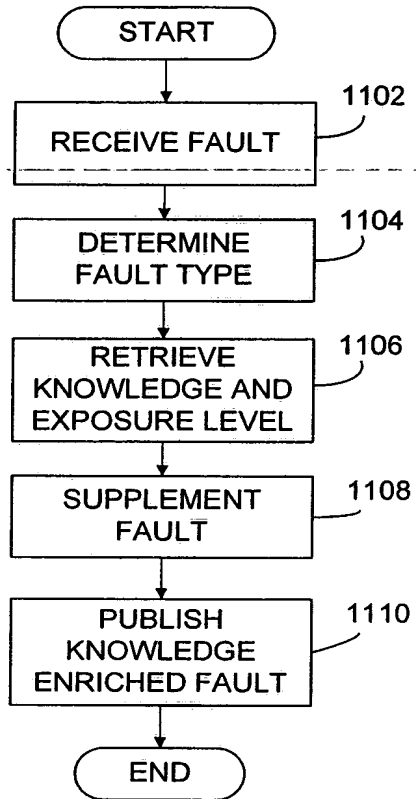 START
1102
RECEIVE FAULT
1104
DETERMINE
FAULT TYPE
1106
RETRIEVE
KNOWLEDGE AND
EXPOSURE LEVEL
1108
SUPPLEMENT
FAULT
1110
PUBLISH
KNOWLEDGE
ENRICHED FAULT
END